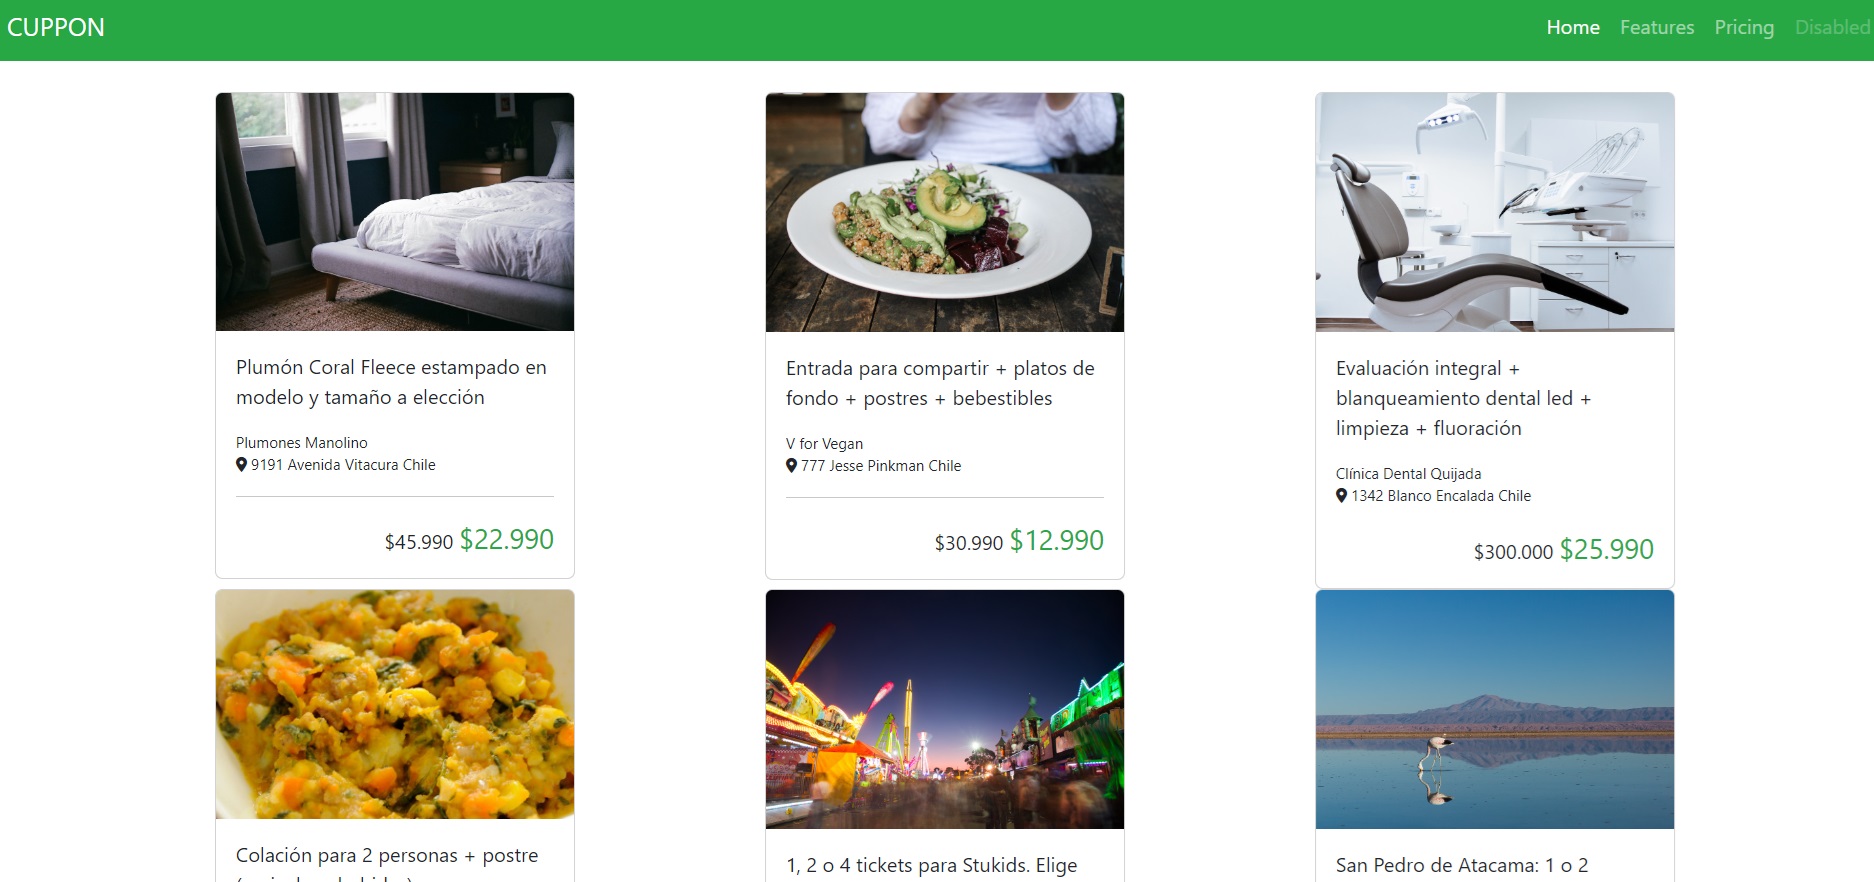 CUPPON
Home Features Pricing Disabled
Plumón Coral Fleece estampado en
modelo y tamaño a elección
Plumones Manolino
9191 Avenida Vitacura Chile
$45.990 $22.990
Entrada para compartir + platos de
fondo + postres + bebestibles
V for Vegan
777 Jesse Pinkman Chile
$30.990 $12.990
Evaluación integral +
blanqueamiento dental led +
limpieza + fluoración
Clínica Dental Quijada
1342 Blanco Encalada Chile
$300.000 $25.990
Colación para 2 personas + postre
1, 2 o 4 tickets para Stukids. Elige
San Pedro de Atacama: 1 o 2